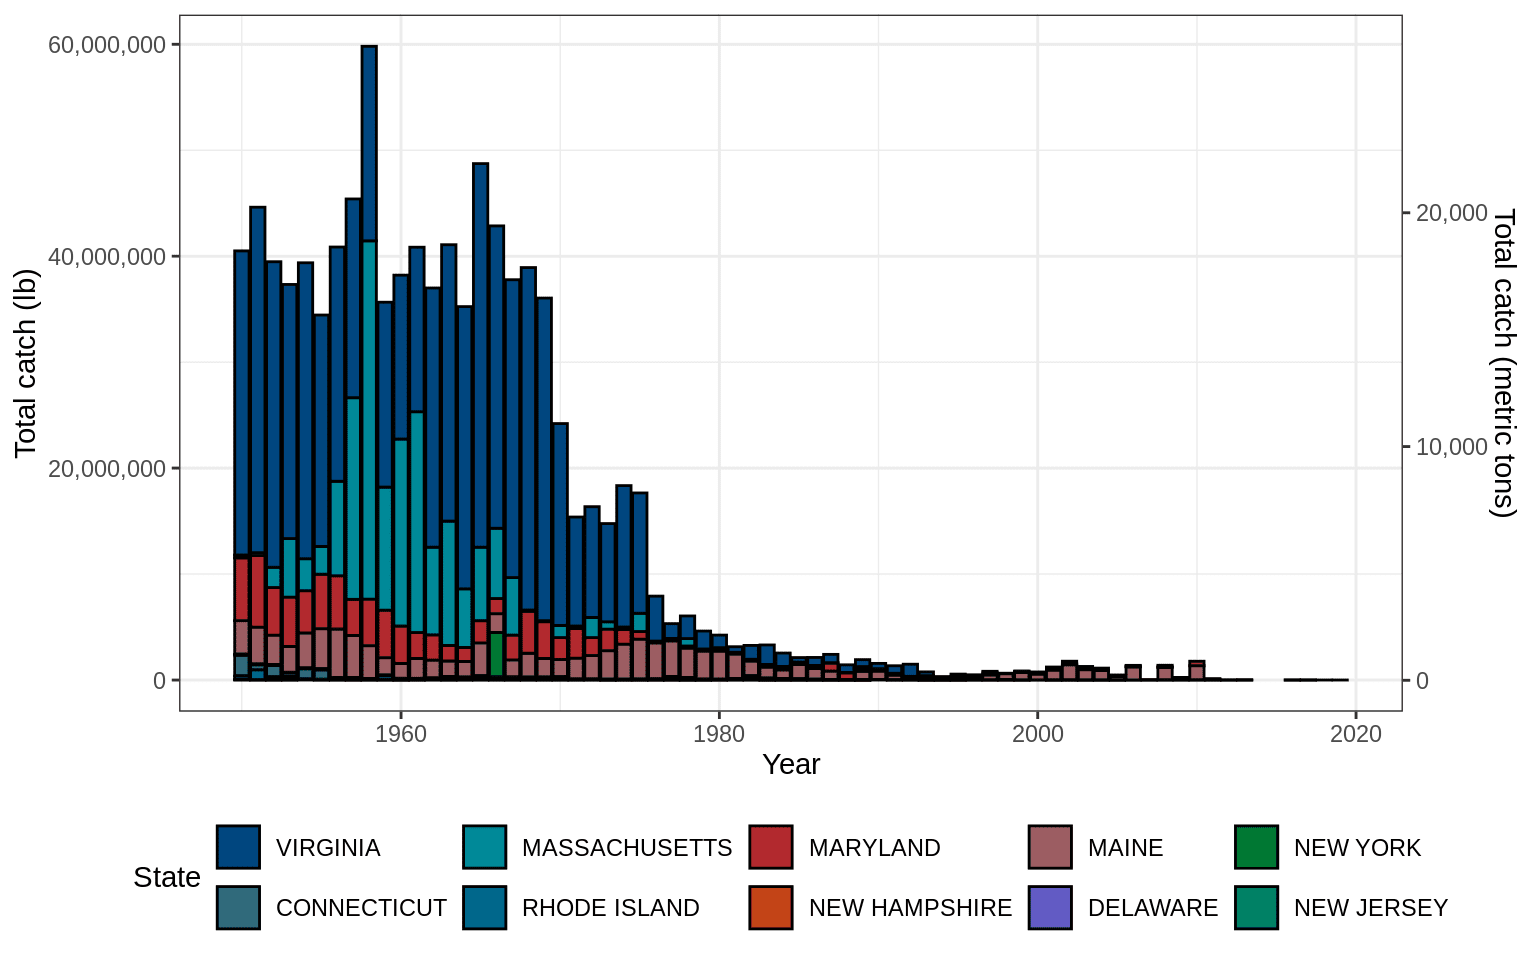 60,000,000
40,000,000
20,000,000
0
Total catch (lb)
20,000
10,000
0
Total catch (metric tons)
1960 1980 2000 2020
Year
State
VIRGINIA MASSACHUSETTS MARYLAND MAINE NEW YORK
CONNECTICUT RHODE ISLAND NEW HAMPSHIRE DELAWARE NEW JERSEY